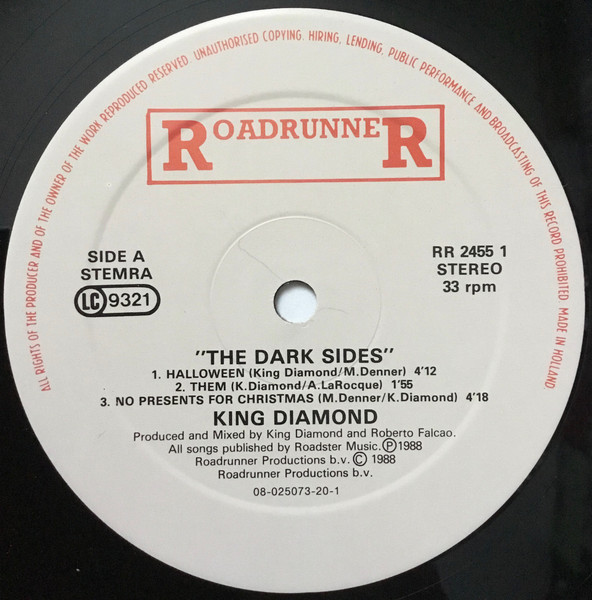 ALL RIGHTS OF THE PRODUCER AND OF THE OWNER OF THE WORK REPRODUCED RESERVED. UNAUTHORISED COPYING, HIRING, LENDING, PUBLIC PERFORMANCE AND BROADCASTING OF THIS RECORD PROHIBITED. MADE IN HOLLAND
ROADRUNNER
SIDE A
STEMRA
LC 9321
RR 2455 1
STEREO
33 rpm
"THE DARK SIDES"
1. HALLOWEEN (King Diamond/M.Denner) 4'12
2. THEM (K.Diamond/A.LaRocque) 1'55
3. NO PRESENTS FOR CHRISTMAS (M.Denner/K.Diamond) 4'18
KING DIAMOND
Produced and Mixed by King Diamond and Roberto Falcao.
All songs published by Roadster Music. Ⓟ1988
Roadrunner Productions b.v. © 1988
Roadrunner Productions b.v.
08-025073-20-1